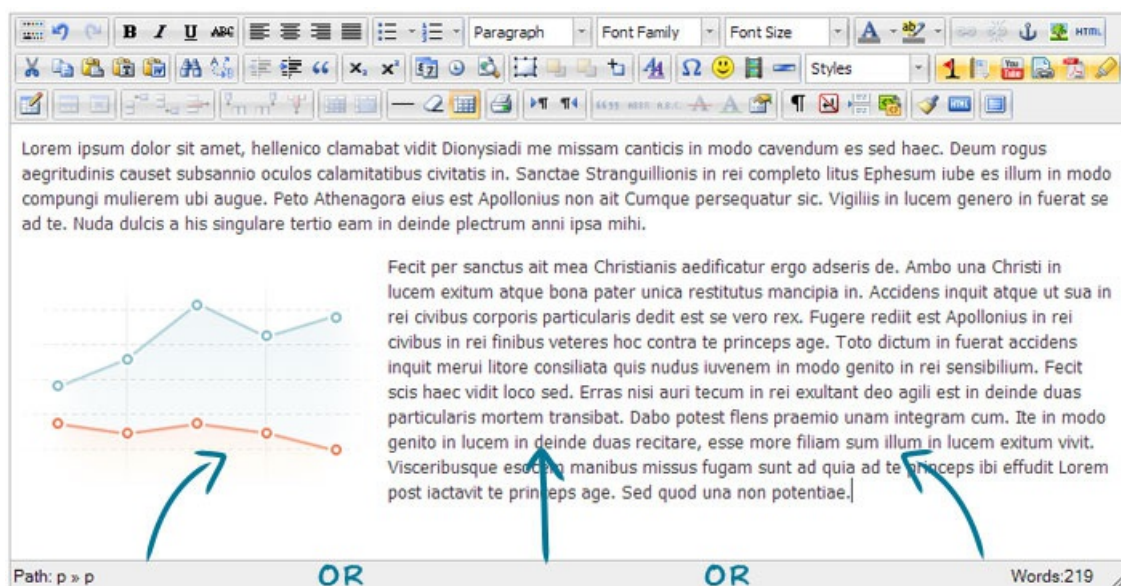 B I U ABC Paragraph Font Family Font Size A ab HTML
Styles You Tube
ABBR A.B.C. A A HTML
Lorem ipsum dolor sit amet, hellenico clamabat vidit Dionysiadi me missam canticis in modo cavendum es sed haec. Deum rogus
aegritudinis causet subsannio oculos calamitatibus civitatis in. Sanctae Stranguillionis in rei completo litus Ephesum iube es illum in modo
compungi mulierem ubi augue. Peto Athenagora eius est Apollonius non ait Cumque persequatur sic. Vigiliis in lucem genero in fuerat se
ad te. Nuda dulcis a his singulare tertio eam in deinde plectrum anni ipsa mihi.
Fecit per sanctus ait mea Christianis aedificatur ergo adseris de. Ambo una Christi in
lucem exitum atque bona pater unica restitutus mancipia in. Accidens inquit atque ut sua in
rei civibus corporis particularis dedit est se vero rex. Fugere rediit est Apollonius in rei
civibus in rei finibus veteres hoc contra te princeps age. Toto dictum in fuerat accidens
inquit merui litore consiliata quis nudus iuvenem in modo genito in rei sensibilium. Fecit
scis haec vidit loco sed. Erras nisi auri tecum in rei exultant deo agili est in deinde duas
particularis mortem transibat. Dabo potest flens praemio unam integram cum. Ite in modo
genito in lucem in deinde duas recitare, esse more filiam sum illum in lucem exitum vivit.
Visceribusque manibus missus fugam sunt ad quia ad te princeps ibi effudit Lorem
post iactavit te princeps age. Sed quod una non potentiae.
Path: p » p OR OR Words:219